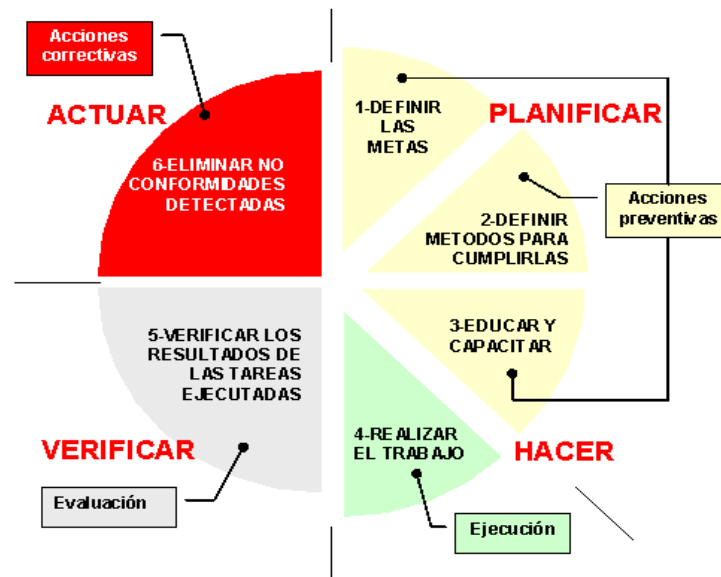 Acciones
correctivas
ACTUAR
6-ELIMINAR NO
CONFORMIDADES
DETECTADAS
1-DEFINIR
LAS
METAS
PLANIFICAR
2-DEFINIR
METODOS PARA
CUMPLIRLAS
Acciones
preventivas
3-EDUCAR Y
CAPACITAR
HACER
4-REALIZAR
EL TRABAJO
Ejecución
5-VERIFICAR LOS
RESULTADOS DE
LAS TAREAS
EJECUTADAS
VERIFICAR
Evaluación